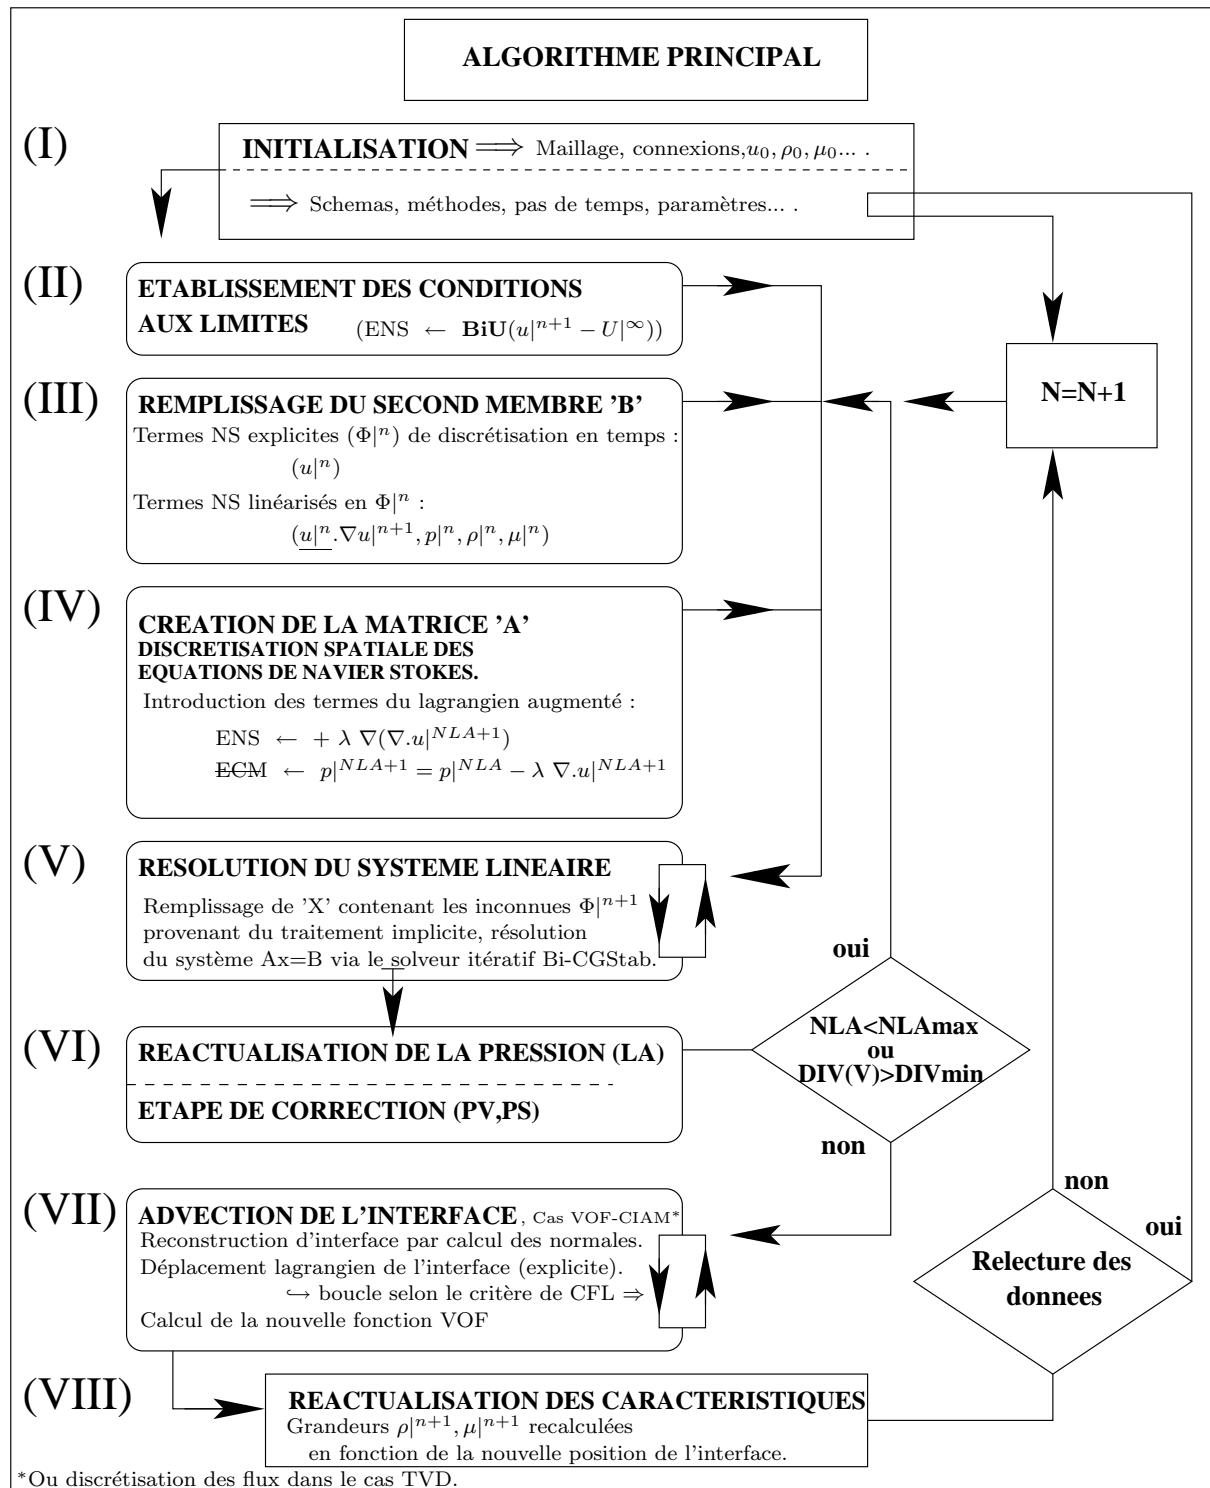 ALGORITHME PRINCIPAL
(I)
INITIALISATION ⟹ Maillage, connexions,u₀, ρ₀, μ₀... .
⟹ Schemas, méthodes, pas de temps, paramètres... .
(II)
ETABLISSEMENT DES CONDITIONS
AUX LIMITES (ENS ← BiU(u|ⁿ⁺¹ − U|^∞))
(III)
REMPLISSAGE DU SECOND MEMBRE 'B'
Termes NS explicites (Φ|ⁿ) de discrétisation en temps :
(u|ⁿ)
Termes NS linéarisés en Φ|ⁿ :
(u|ⁿ.∇u|ⁿ⁺¹, p|ⁿ, ρ|ⁿ, μ|ⁿ)
N=N+1
(IV)
CREATION DE LA MATRICE 'A'
DISCRETISATION SPATIALE DES
EQUATIONS DE NAVIER STOKES.
Introduction des termes du lagrangien augmenté :
ENS ← + λ ∇(∇.u|^{NLA+1})
ECM ← p|^{NLA+1} = p|^{NLA} − λ ∇.u|^{NLA+1}
(V)
RESOLUTION DU SYSTEME LINEAIRE
Remplissage de 'X' contenant les inconnues Φ|ⁿ⁺¹
provenant du traitement implicite, résolution
du système Ax=B via le solveur itératif Bi-CGStab.
oui
NLA<NLAmax
ou
DIV(V)>DIVmin
non
(VI)
REACTUALISATION DE LA PRESSION (LA)
ETAPE DE CORRECTION (PV,PS)
(VII)
ADVECTION DE L'INTERFACE , Cas VOF-CIAM*
Reconstruction d'interface par calcul des normales.
Déplacement lagrangien de l'interface (explicite).
↪ boucle selon le critère de CFL ⇒
Calcul de la nouvelle fonction VOF
non
oui
Relecture des
donnees
(VIII)
REACTUALISATION DES CARACTERISTIQUES
Grandeurs ρ|ⁿ⁺¹, μ|ⁿ⁺¹ recalculées
en fonction de la nouvelle position de l'interface.
*Ou discrétisation des flux dans le cas TVD.